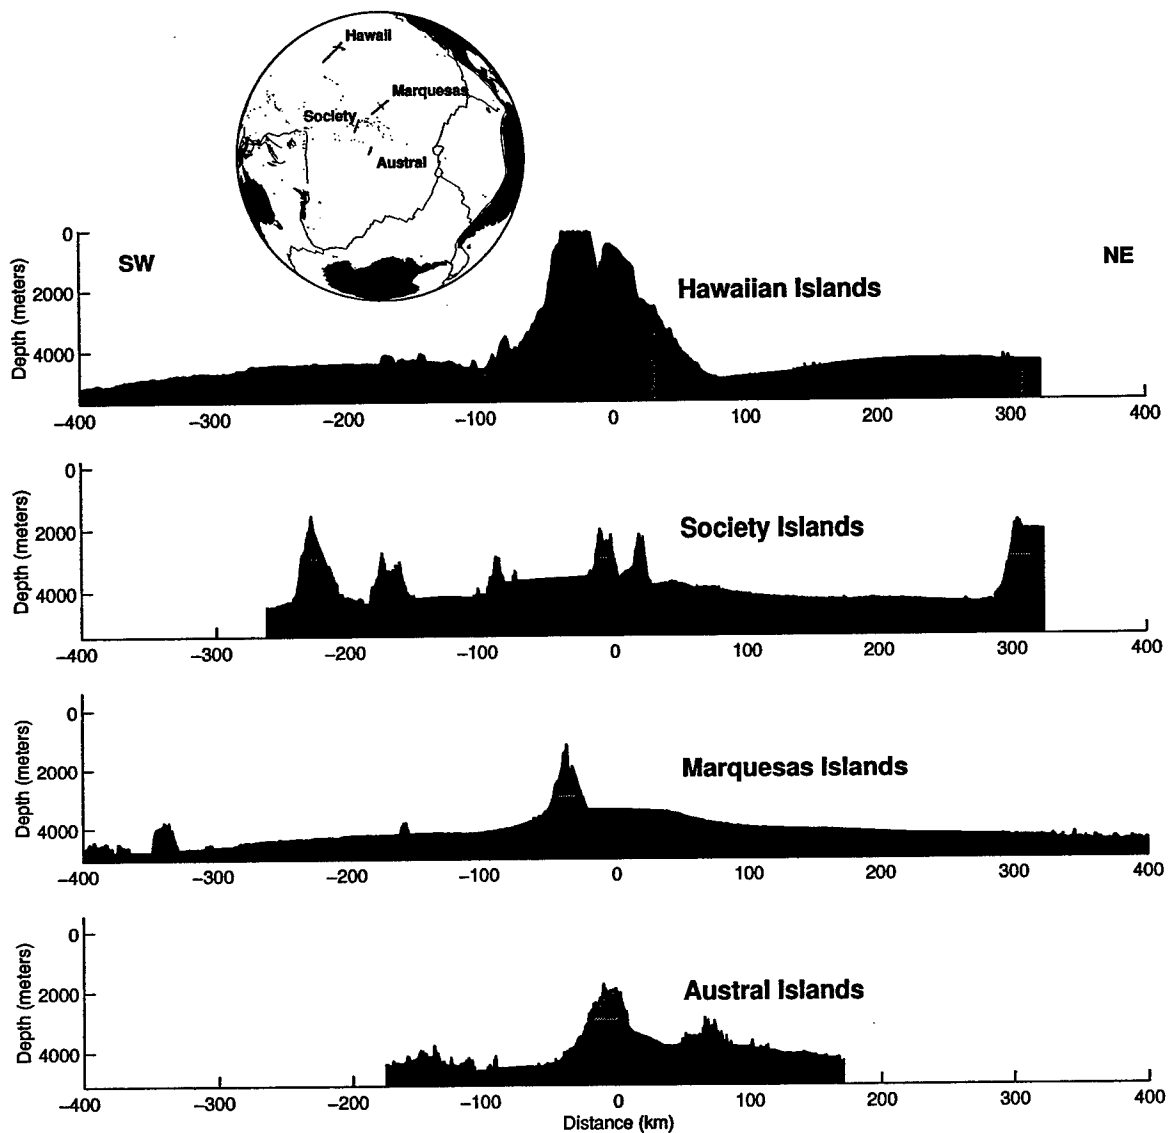 Hawaii
Marquesas
Society
Austral
0
SW
NE
Hawaiian Islands
2000
4000
Depth (meters)
−400 −300 −200 −100 0 100 200 300 400
0
Society Islands
2000
4000
Depth (meters)
−400 −300 −200 −100 0 100 200 300 400
0
Marquesas Islands
2000
4000
Depth (meters)
−400 −300 −200 −100 0 100 200 300 400
0
Austral Islands
2000
4000
Depth (meters)
−400 −300 −200 −100 0 100 200 300 400
Distance (km)